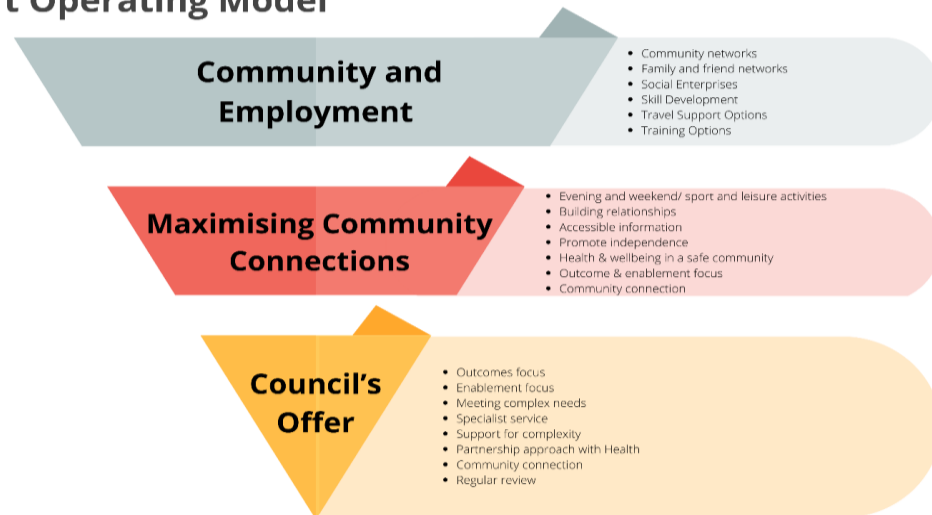 t Operating Model
Community and
Employment
• Community networks
• Family and friend networks
• Social Enterprises
• Skill Development
• Travel Support Options
• Training Options
Maximising Community
Connections
• Evening and weekend/ sport and leisure activities
• Building relationships
• Accessible information
• Promote independence
• Health & wellbeing in a safe community
• Outcome & enablement focus
• Community connection
Council’s
Offer
• Outcomes focus
• Enablement focus
• Meeting complex needs
• Specialist service
• Support for complexity
• Partnership approach with Health
• Community connection
• Regular review